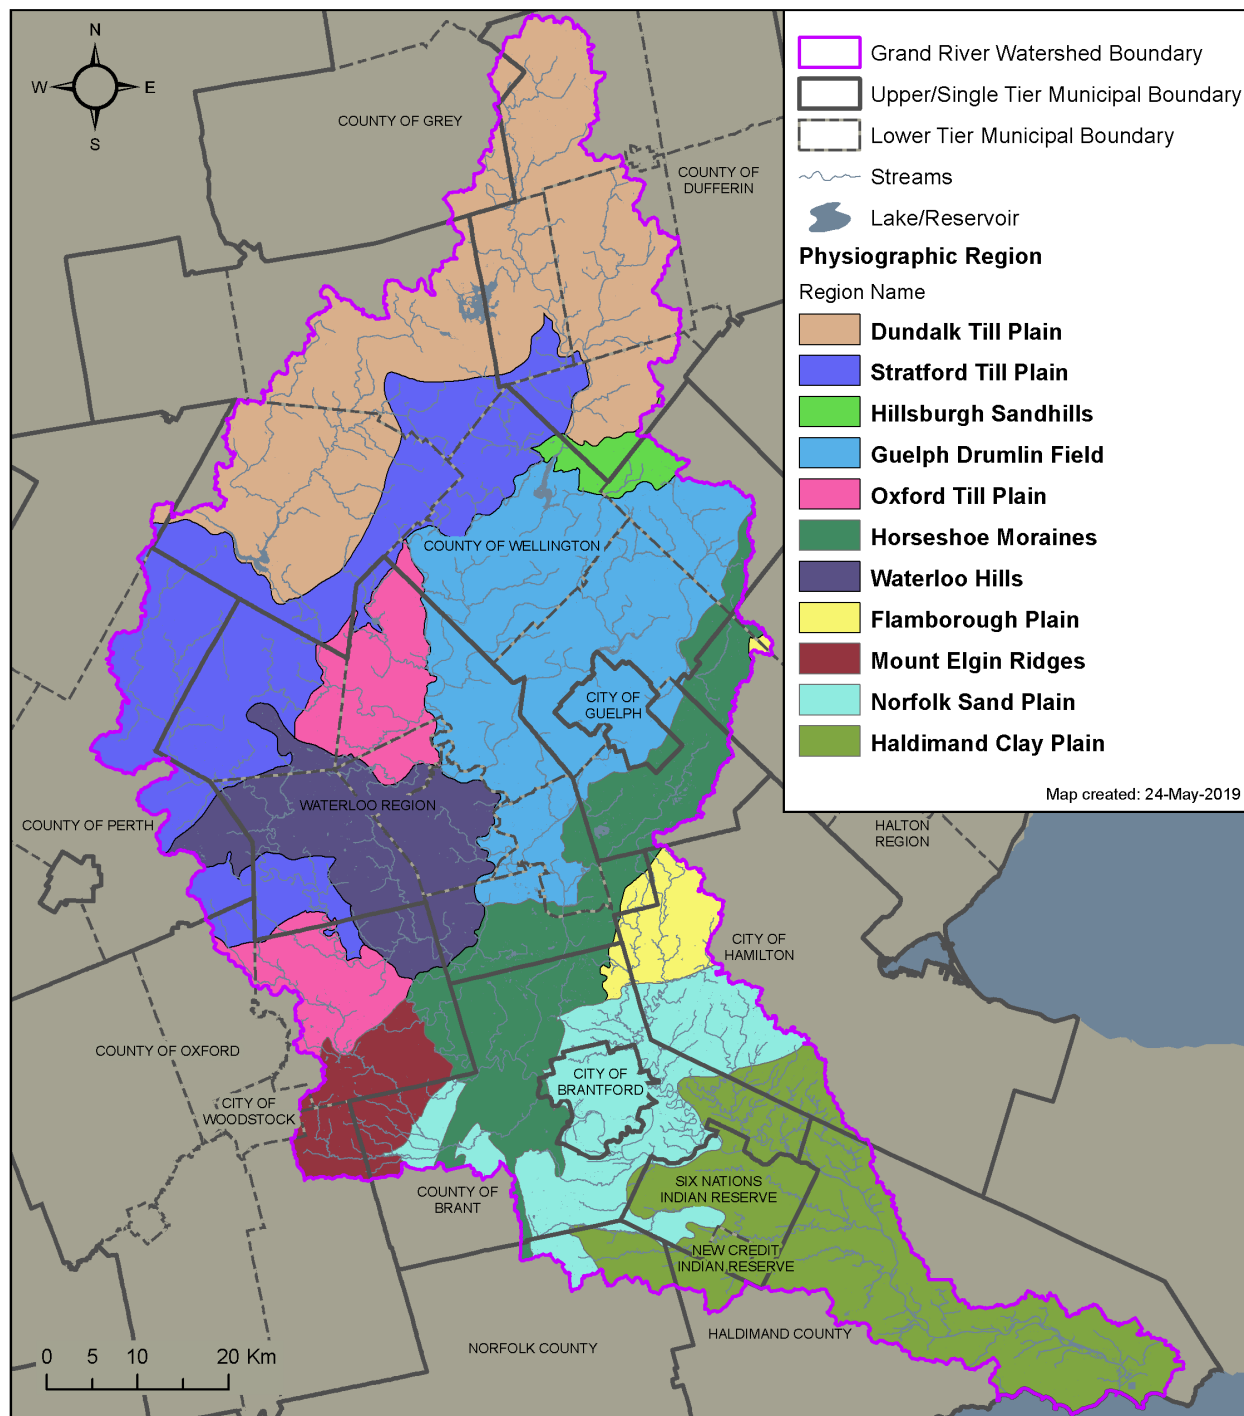 N
W
E
S
COUNTY OF GREY
COUNTY OF
DUFFERIN
COUNTY OF WELLINGTON
CITY OF
GUELPH
WATERLOO REGION
COUNTY OF PERTH
HALTON
REGION
CITY OF
HAMILTON
COUNTY OF OXFORD
CITY OF
WOODSTOCK
CITY OF
BRANTFORD
COUNTY OF
BRANT
SIX NATIONS
INDIAN RESERVE
NEW CREDIT
INDIAN RESERVE
NORFOLK COUNTY
HALDIMAND COUNTY
0 5 10 20 Km
Grand River Watershed Boundary
Upper/Single Tier Municipal Boundary
Lower Tier Municipal Boundary
Streams
Lake/Reservoir
Physiographic Region
Region Name
Dundalk Till Plain
Stratford Till Plain
Hillsburgh Sandhills
Guelph Drumlin Field
Oxford Till Plain
Horseshoe Moraines
Waterloo Hills
Flamborough Plain
Mount Elgin Ridges
Norfolk Sand Plain
Haldimand Clay Plain
Map created: 24-May-2019